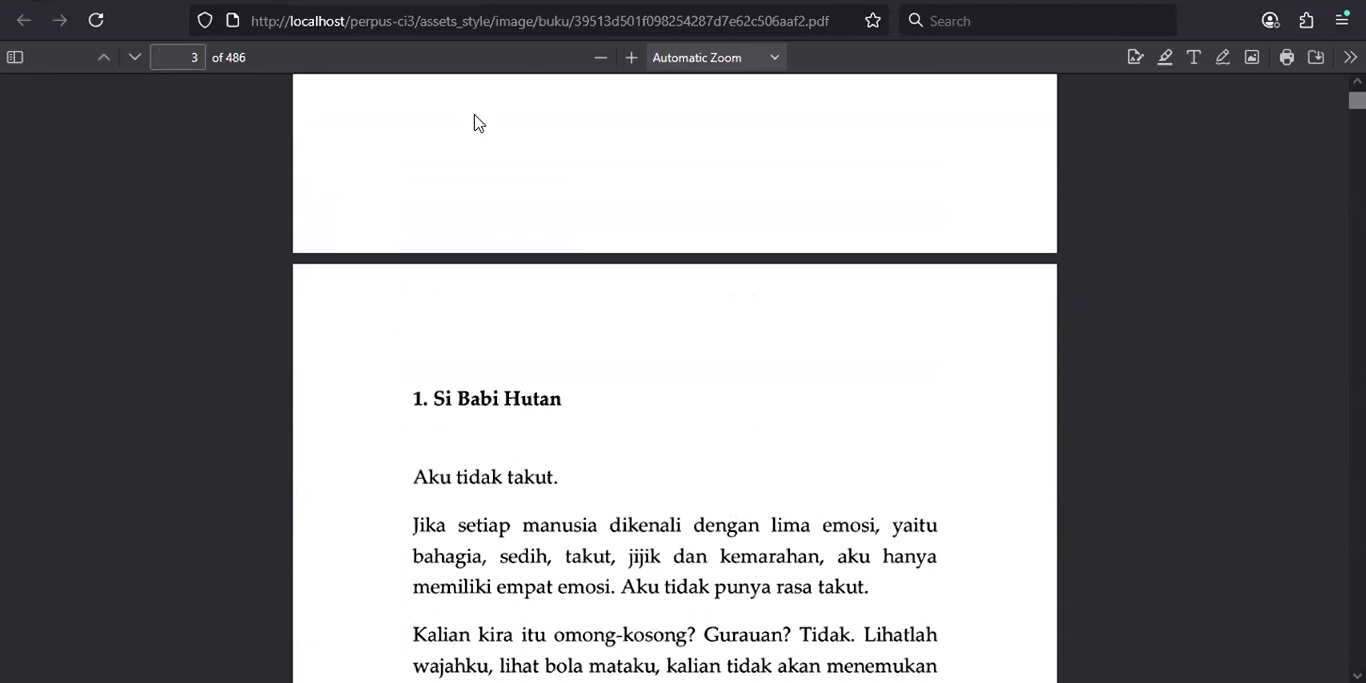 http://localhost/perpus-ci3/assets_style/image/buku/39513d501f098254287d7e62c506aaf2.pdf
Search
3 of 486
Automatic Zoom
1. Si Babi Hutan
Aku tidak takut.
Jika setiap manusia dikenali dengan lima emosi, yaitu
bahagia, sedih, takut, jijik dan kemarahan, aku hanya
memiliki empat emosi. Aku tidak punya rasa takut.
Kalian kira itu omong-kosong? Gurauan? Tidak. Lihatlah
wajahku, lihat bola mataku, kalian tidak akan menemukan